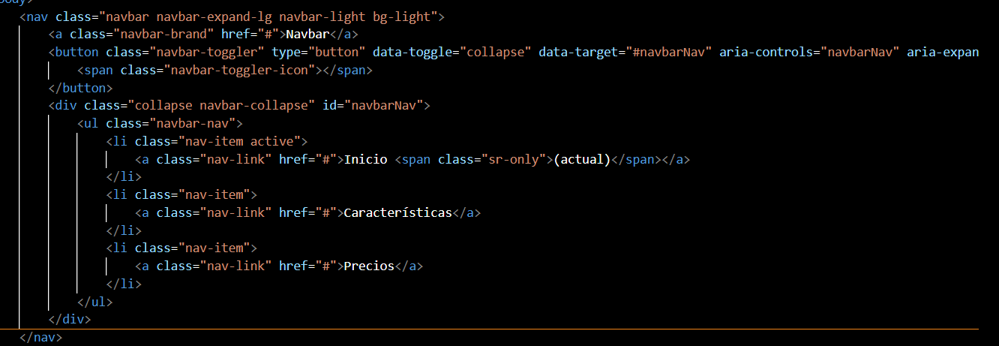 <nav class="navbar navbar-expand-lg navbar-light bg-light">
<a class="navbar-brand" href="#">Navbar</a>
<button class="navbar-toggler" type="button" data-toggle="collapse" data-target="#navbarNav" aria-controls="navbarNav" aria-expan
<span class="navbar-toggler-icon"></span>
</button>
<div class="collapse navbar-collapse" id="navbarNav">
<ul class="navbar-nav">
<li class="nav-item active">
<a class="nav-link" href="#">Inicio <span class="sr-only">(actual)</span></a>
</li>
<li class="nav-item">
<a class="nav-link" href="#">Características</a>
</li>
<li class="nav-item">
<a class="nav-link" href="#">Precios</a>
</li>
</ul>
</div>
</nav>